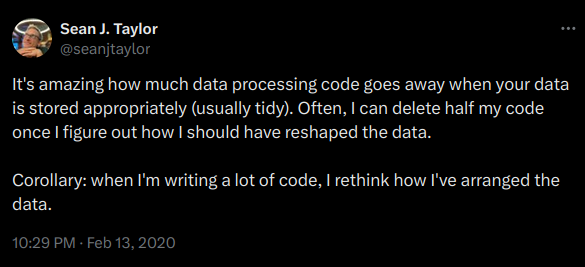 Sean J. Taylor
@seanjtaylor
It's amazing how much data processing code goes away when your data
is stored appropriately (usually tidy). Often, I can delete half my code
once I figure out how I should have reshaped the data.
Corollary: when I'm writing a lot of code, I rethink how I've arranged the
data.
10:29 PM · Feb 13, 2020